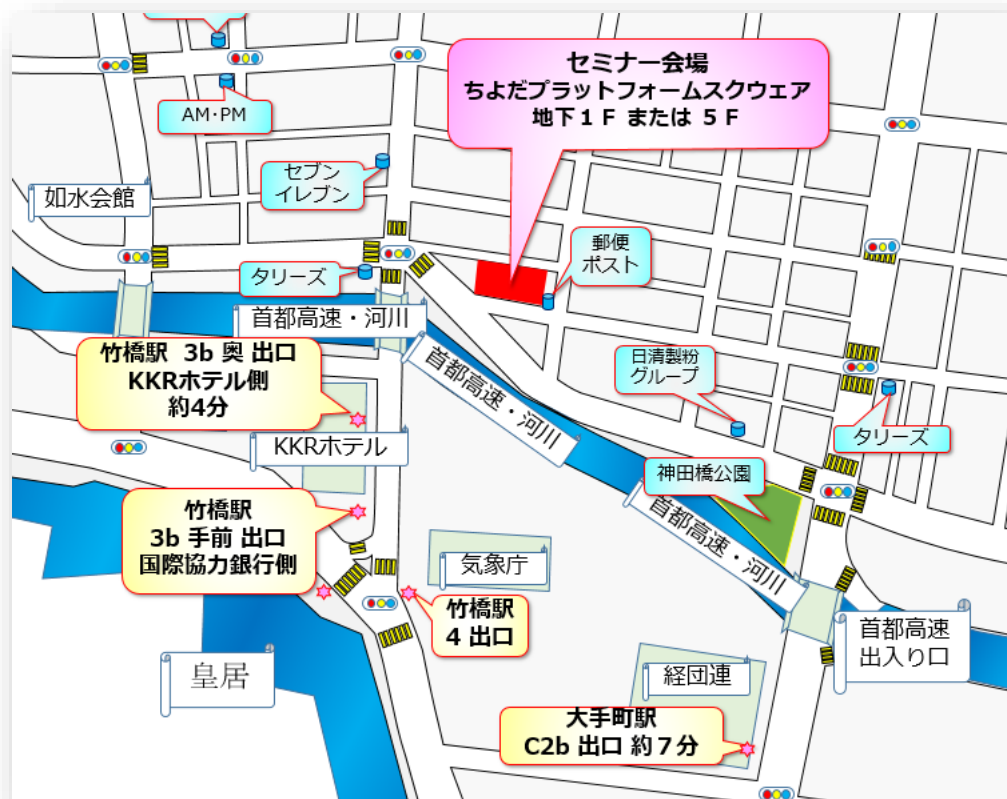 セミナー会場
ちよだプラットフォームスクウェア
地下１Ｆ または ５Ｆ
AM･PM
セブン
イレブン
如水会館
郵便
ポスト
タリーズ
首都高速・河川
竹橋駅 3b 奥 出口
KKRホテル側
約4分
首都高速・河川
日清製粉
グループ
タリーズ
KKRホテル
神田橋公園
竹橋駅
3b 手前 出口
国際協力銀行側
首都高速・河川
気象庁
竹橋駅
4 出口
首都高速
出入り口
皇居
経団連
大手町駅
C2b 出口 約７分